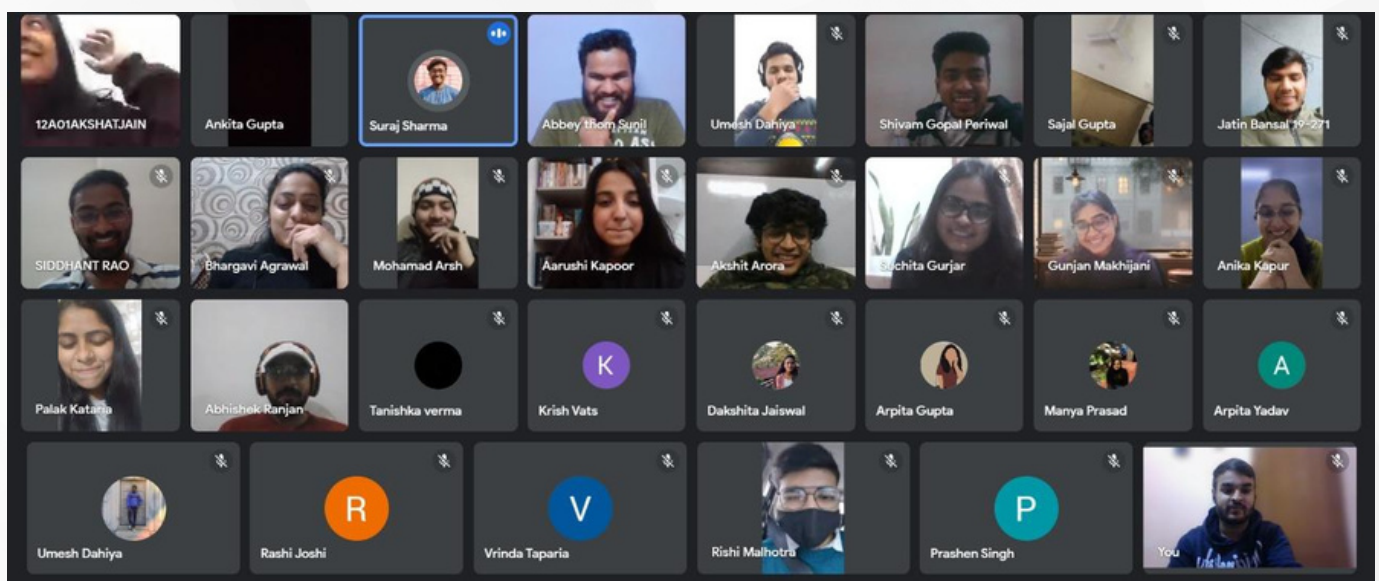 12A01AKSHATJAIN
Ankita Gupta
Suraj Sharma
Abbey thom Sunil
Umesh Dahiya
Shivam Gopal Periwal
Sajal Gupta
Jatin Bansal 19-271
SIDDHANT RAO
Bhargavi Agrawal
Mohamad Arsh
Aarushi Kapoor
Akshit Arora
Suchita Gurjar
Gunjan Makhijani
Anika Kapur
Palak Kataria
Abhishek Ranjan
Tanishka verma
K
Krish Vats
Dakshita Jaiswal
Arpita Gupta
Manya Prasad
A
Arpita Yadav
Umesh Dahiya
R
Rashi Joshi
V
Vrinda Taparia
Rishi Malhotra
P
Prashen Singh
You